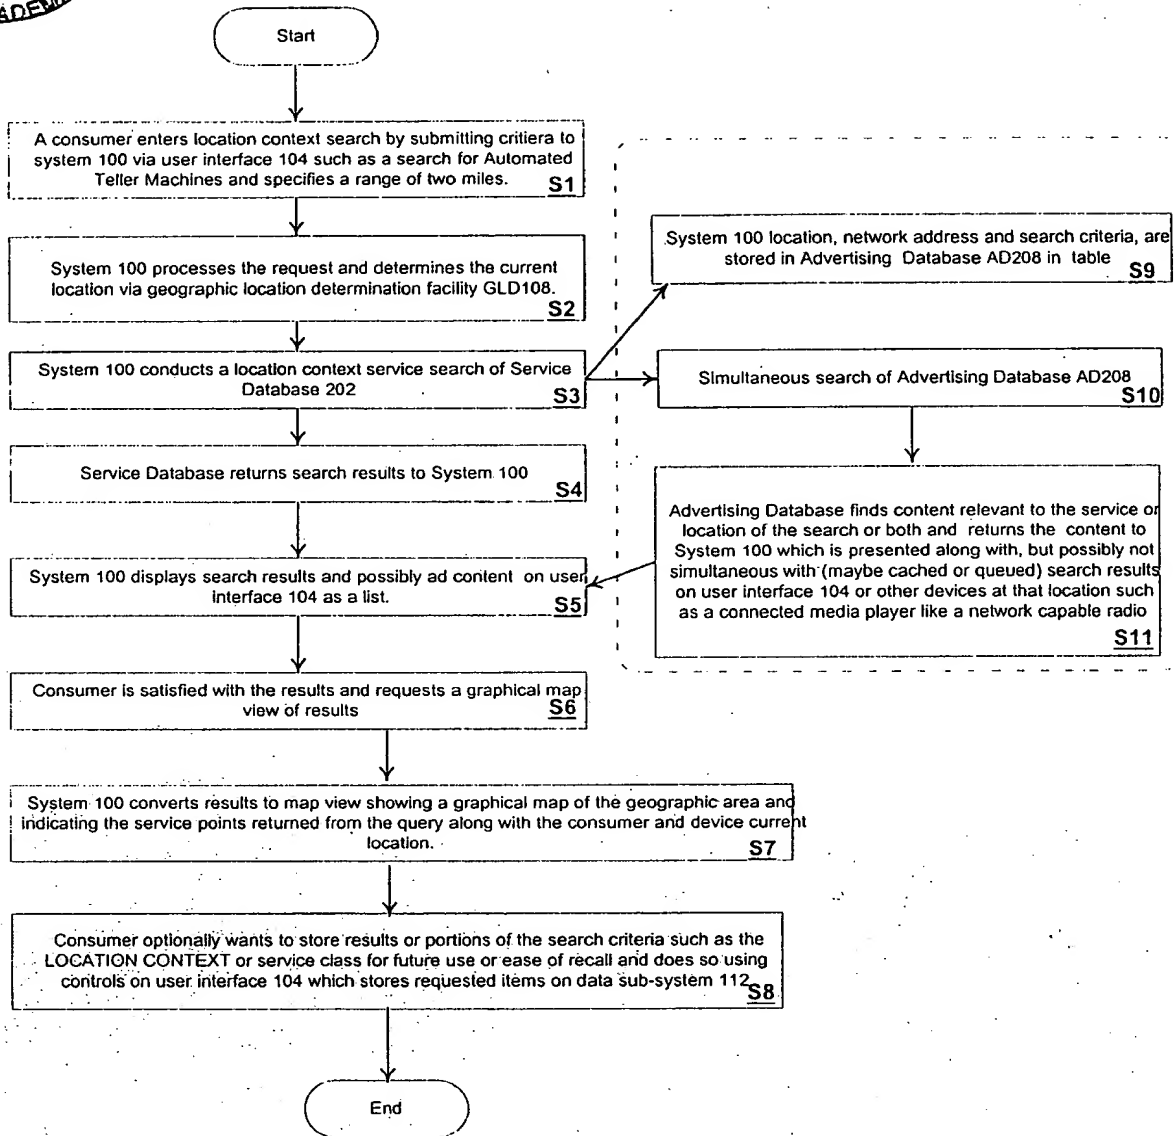 Start
A consumer enters location context search by submitting critiera to
system 100 via user interface 104 such as a search for Automated
Teller Machines and specifies a range of two miles.
S1
System 100 processes the request and determines the current
location via geographic location determination facility GLD108.
S2
System 100 conducts a location context service search of Service
Database 202
S3
Service Database returns search results to System 100
S4
System 100 displays search results and possibly ad content on user
interface 104 as a list.
S5
Consumer is satisfied with the results and requests a graphical map
view of results
S6
System 100 converts results to map view showing a graphical map of the geographic area and
indicating the service points returned from the query along with the consumer and device current
location.
S7
Consumer optionally wants to store results or portions of the search criteria such as the
LOCATION CONTEXT or service class for future use or ease of recall and does so using
controls on user interface 104 which stores requested items on data sub-system 112
S8
End
System 100 location, network address and search criteria, are
stored in Advertising Database AD208 in table
S9
Simultaneous search of Advertising Database AD208
S10
Advertising Database finds content relevant to the service or
location of the search or both and returns the content to
System 100 which is presented along with, but possibly not
simultaneous with (maybe cached or queued) search results
on user interface 104 or other devices at that location such
as a connected media player like a network capable radio
S11